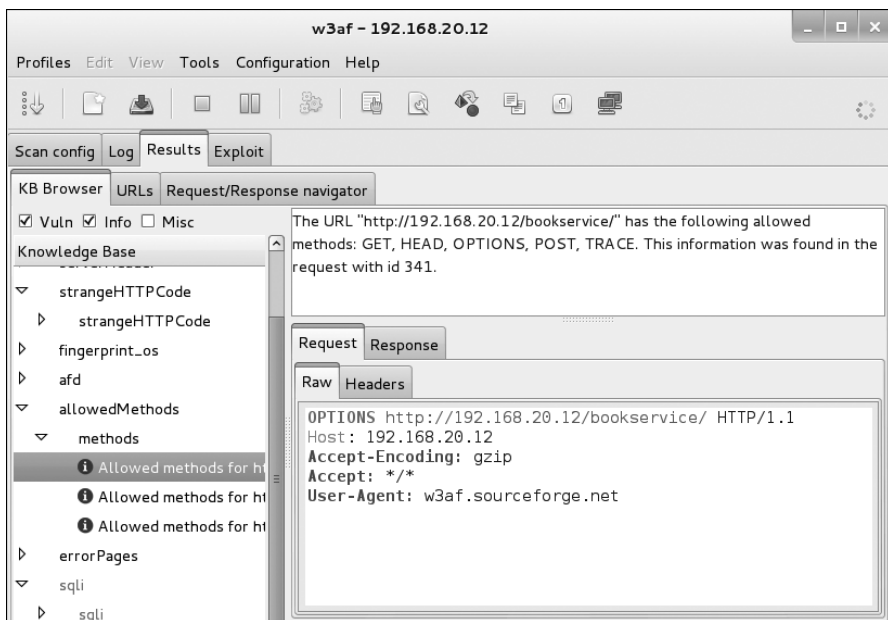 w3af – 192.168.20.12
Profiles Edit View Tools Configuration Help
Scan config Log Results Exploit
KB Browser URLs Request/Response navigator
Vuln Info Misc
Knowledge Base
strangeHTTPCode
strangeHTTPCode
fingerprint_os
afd
allowedMethods
methods
Allowed methods for ht
Allowed methods for ht
Allowed methods for ht
errorPages
sqli
sqli
The URL "http://192.168.20.12/bookservice/" has the following allowed
methods: GET, HEAD, OPTIONS, POST, TRACE. This information was found in the
request with id 341.
Request Response
Raw Headers
OPTIONS http://192.168.20.12/bookservice/ HTTP/1.1
Host: 192.168.20.12
Accept-Encoding: gzip
Accept: */*
User-Agent: w3af.sourceforge.net